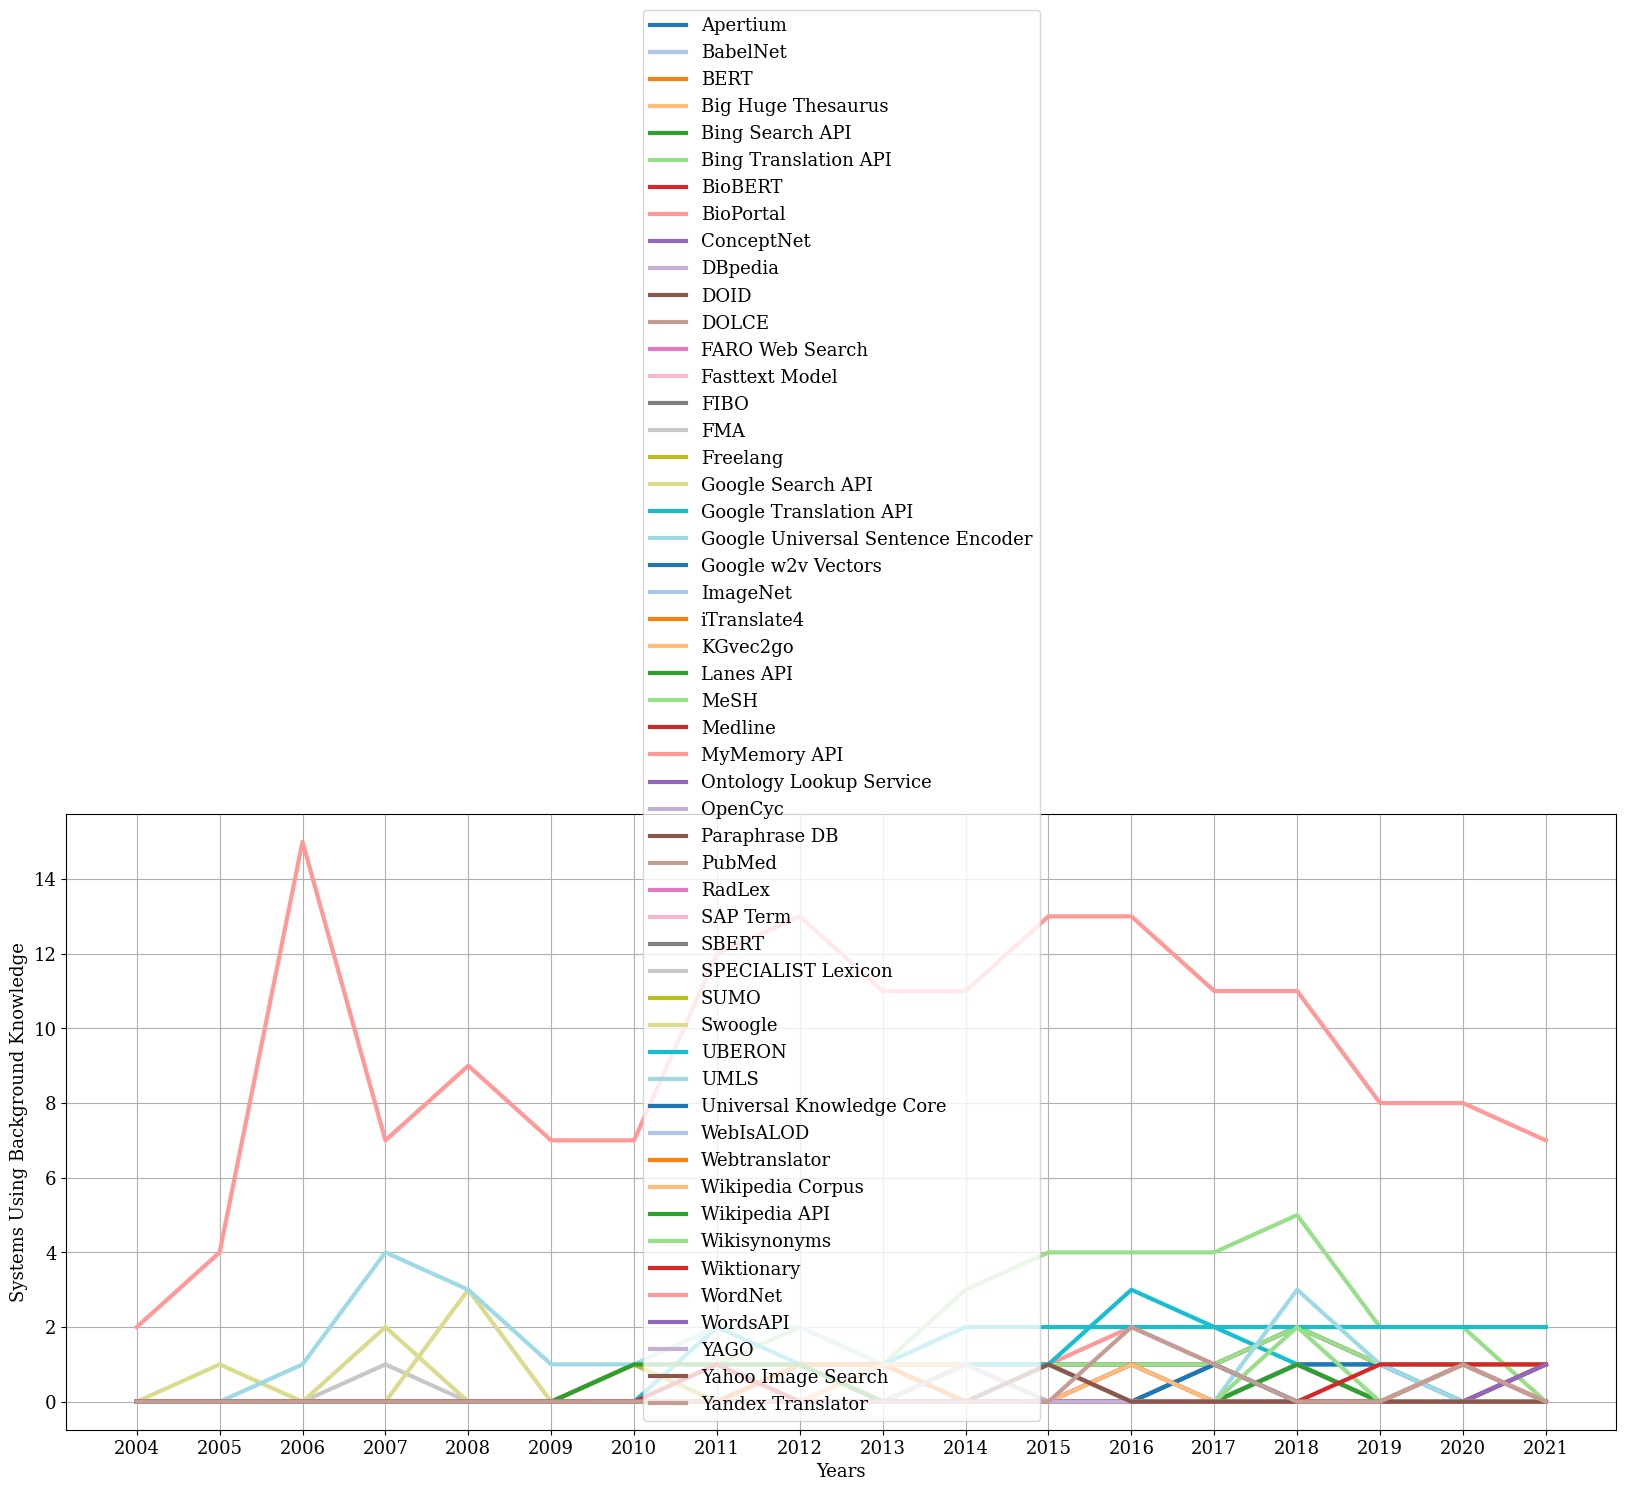 Apertium
BabelNet
BERT
Big Huge Thesaurus
Bing Search API
Bing Translation API
BioBERT
BioPortal
ConceptNet
DBpedia
DOID
DOLCE
FARO Web Search
Fasttext Model
FIBO
FMA
Freelang
Google Search API
Google Translation API
Google Universal Sentence Encoder
Google w2v Vectors
ImageNet
iTranslate4
KGvec2go
Lanes API
MeSH
Medline
MyMemory API
Ontology Lookup Service
OpenCyc
Paraphrase DB
PubMed
RadLex
SAP Term
SBERT
SPECIALIST Lexicon
SUMO
Swoogle
UBERON
UMLS
Universal Knowledge Core
WebIsALOD
Webtranslator
Wikipedia Corpus
Wikipedia API
Wikisynonyms
Wiktionary
WordNet
WordsAPI
YAGO
Yahoo Image Search
Yandex Translator
Systems Using Background Knowledge
14
12
10
8
6
4
2
0
2004 2005 2006 2007 2008 2009 2010 2011 2012 2013 2014 2015 2016 2017 2018 2019 2020 2021
Years